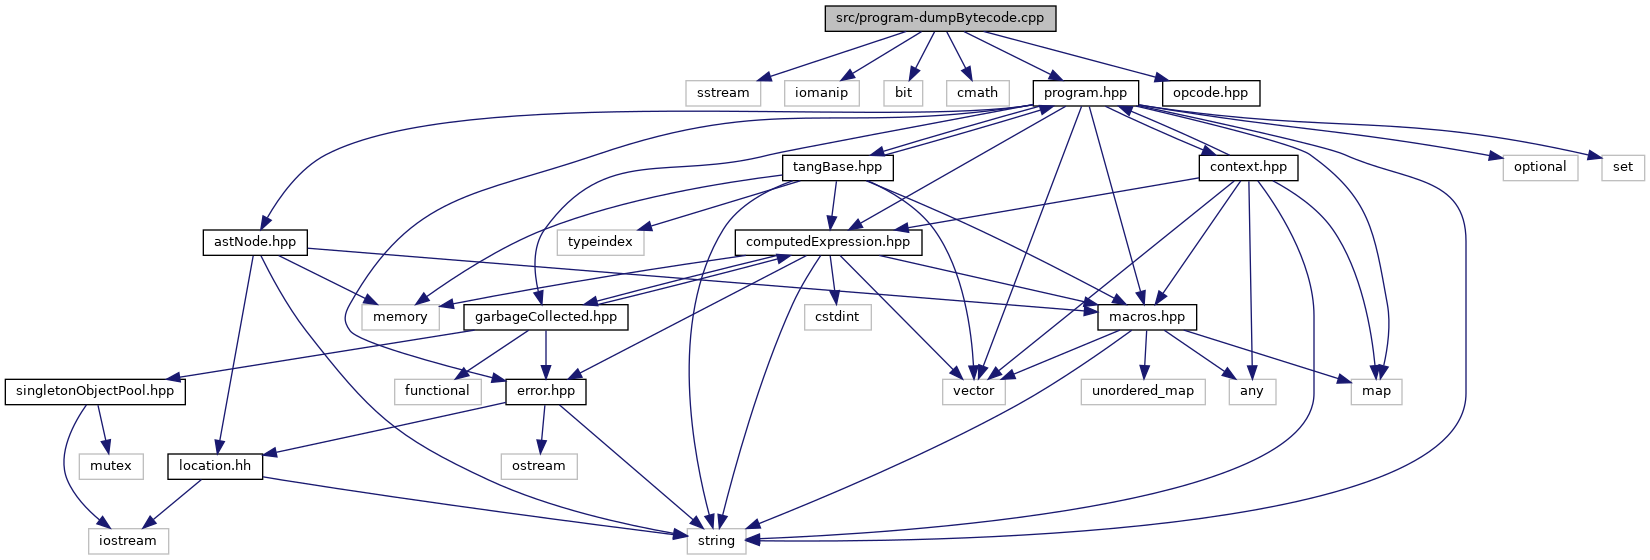 src/program-dumpBytecode.cpp
sstream
iomanip
bit
cmath
program.hpp
opcode.hpp
tangBase.hpp
context.hpp
optional
set
astNode.hpp
typeindex
computedExpression.hpp
memory
garbageCollected.hpp
cstdint
macros.hpp
singletonObjectPool.hpp
functional
error.hpp
vector
unordered_map
any
map
mutex
location.hh
ostream
iostream
string